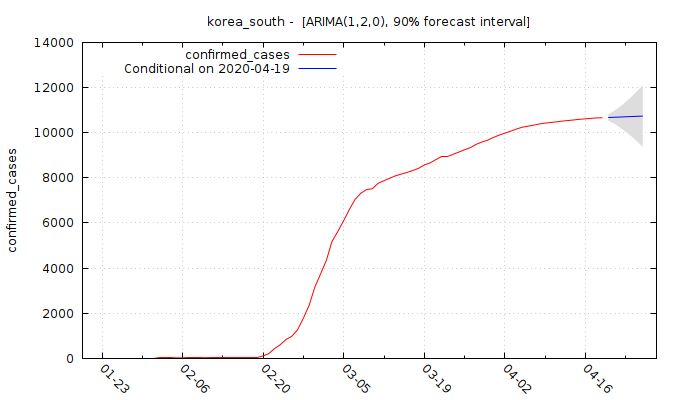 korea_south - [ARIMA(1,2,0), 90% forecast interval]
confirmed_cases
Conditional on 2020-04-19
confirmed_cases
14000
12000
10000
8000
6000
4000
2000
0
01-23 02-06 02-20 03-05 03-19 04-02 04-16